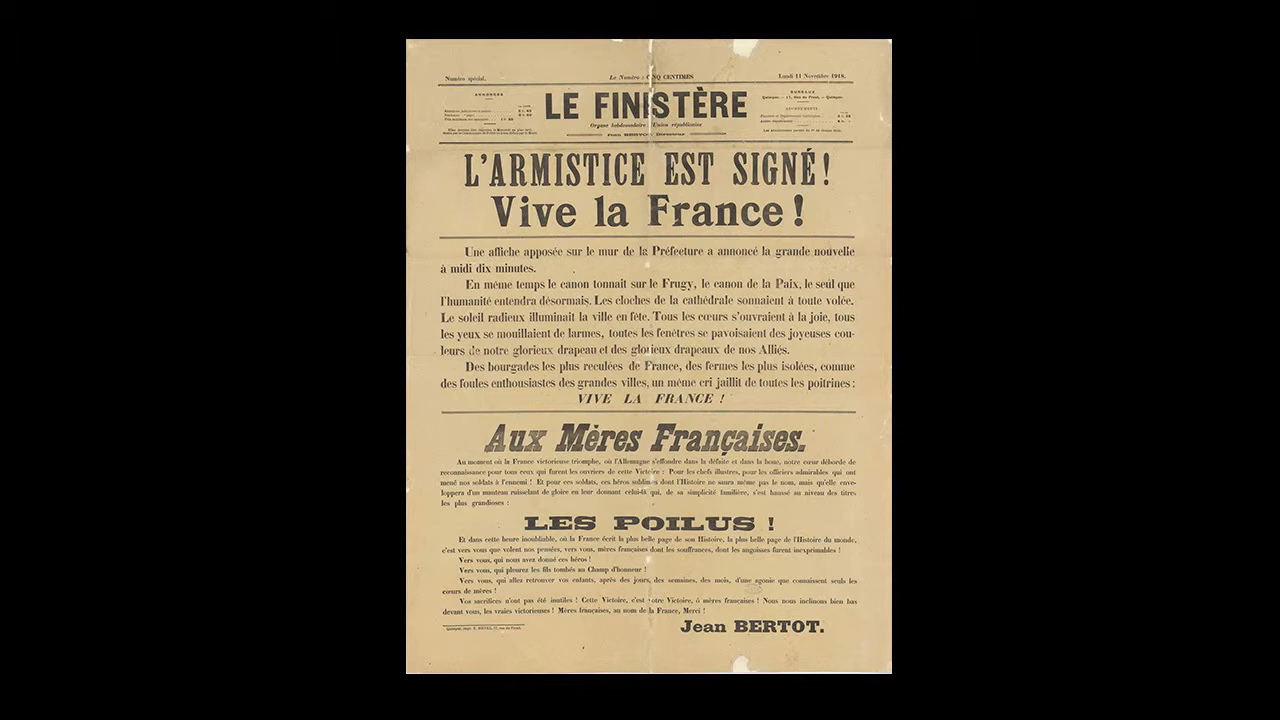 Numéro spécial.
Le Numéro : CINQ CENTIMES
Lundi 11 Novembre 1918.
ANNONCES
LE FINISTÈRE
Organe hebdomadaire Union républicaine
Jean BERTOT, Directeur
BUREAUX
Quimper. — 17, Rue du Frout, — Quimper.
ABONNEMENTS
L'ARMISTICE EST SIGNÉ !
Vive la France !
Une affiche apposée sur le mur de la Préfecture a annoncé la grande nouvelle
à midi dix minutes.
En même temps le canon tonnait sur le Frugy, le canon de la Paix, le seul que
l'humanité entendra désormais. Les cloches de la cathédrale sonnaient à toute volée.
Le soleil radieux illuminait la ville en fête. Tous les cœurs s'ouvraient à la joie, tous
les yeux se mouillaient de larmes, toutes les fenêtres se pavoisaient des joyeuses cou-
leurs de notre glorieux drapeau et des glorieux drapeaux de nos Alliés.
Des bourgades les plus reculées de France, des fermes les plus isolées, comme
des foules enthousiastes des grandes villes, un même cri jaillit de toutes les poitrines :
VIVE LA FRANCE !
Aux Mères Françaises.
Au moment où la France victorieuse triomphe, où l'Allemagne s'effondre dans la défaite et dans la boue, notre cœur déborde de
reconnaissance pour tous ceux qui furent les ouvriers de cette Victoire : Pour les chefs illustres, pour les officiers admirables qui ont
mené nos soldats à l'ennemi ! Et pour ces soldats, ces héros sublimes dont l'Histoire ne saura même pas le nom, mais qu'elle enve-
loppera d'un manteau ruisselant de gloire en leur donnant celui-là qui, de sa simplicité familière, s'est haussé au niveau des titres
les plus grandioses :
LES POILUS !
Et dans cette heure inoubliable, où la France écrit la plus belle page de son Histoire, la plus belle page de l'Histoire du monde,
c'est vers vous que volent nos pensées, vers vous, mères françaises dont les souffrances, dont les angoisses furent inexprimables !
Vers vous, qui nous avez donné ces héros !
Vers vous, qui pleurez les fils tombés au Champ d'honneur !
Vers vous, qui allez retrouver vos enfants, après des jours, des semaines, des mois, d'une agonie que connaissent seuls les
cœurs de mères !
Vos sacrifices n'ont pas été inutiles ! Cette Victoire, c'est votre Victoire, ô mères françaises ! Nous nous inclinons bien bas
devant vous, les vraies victorieuses ! Mères françaises, au nom de la France, Merci !
Jean BERTOT.